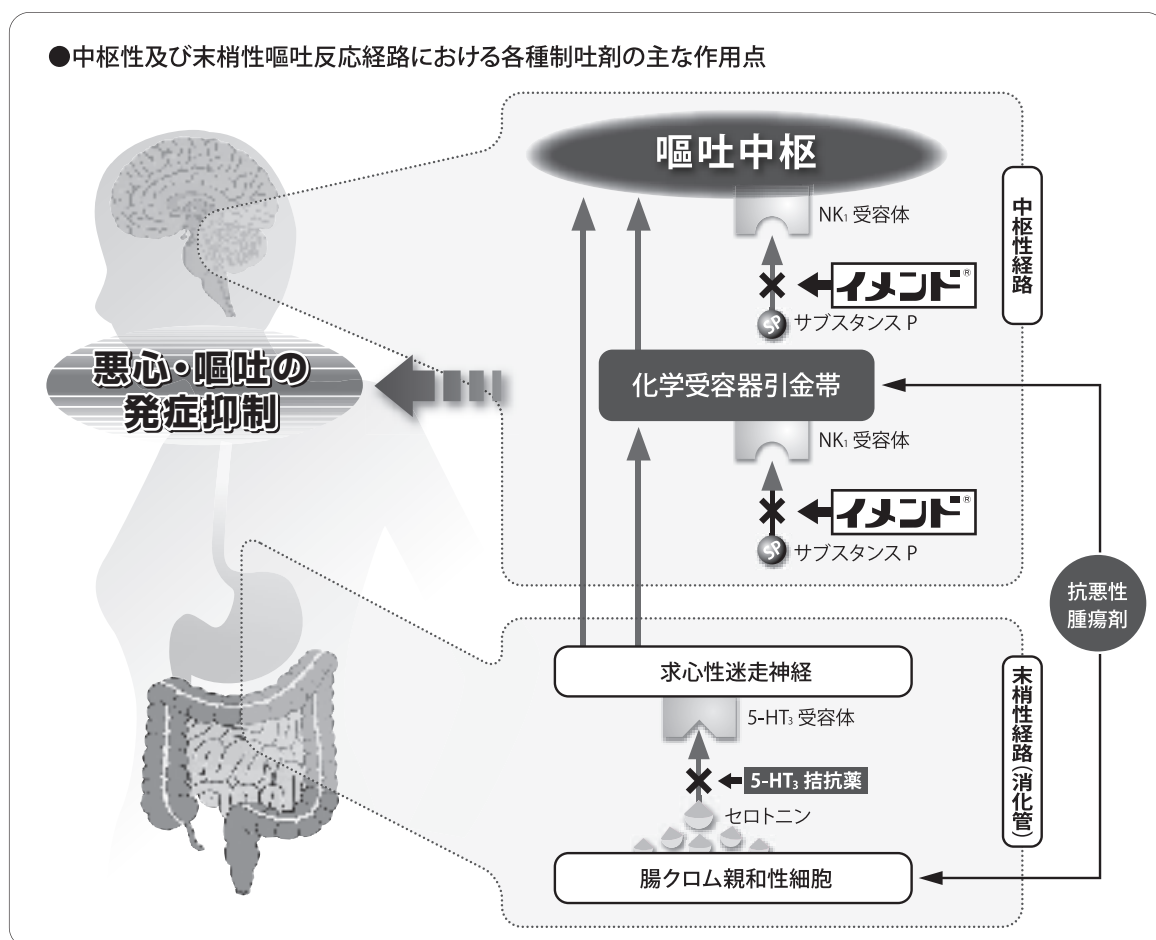 ●中枢性及び末梢性嘔吐反応経路における各種制吐剤の主な作用点
嘔吐中枢
NK₁ 受容体
イメンド®
SP
サブスタンス P
中枢性経路
悪心・嘔吐の
発症抑制
化学受容器引金帯
NK₁ 受容体
イメンド®
SP
サブスタンス P
抗悪性
腫瘍剤
求心性迷走神経
5-HT₃ 受容体
5-HT₃ 拮抗薬
セロトニン
末梢性経路(消化管)
腸クロム親和性細胞